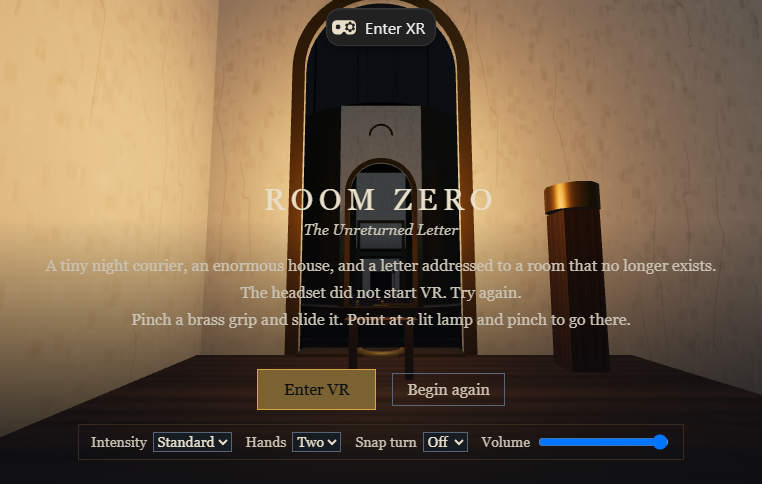 Enter XR
ROOM ZERO
The Unreturned Letter
A tiny night courier, an enormous house, and a letter addressed to a room that no longer exists.
The headset did not start VR. Try again.
Pinch a brass grip and slide it. Point at a lit lamp and pinch to go there.
Enter VR Begin again
Intensity Standard Hands Two Snap turn Off Volume